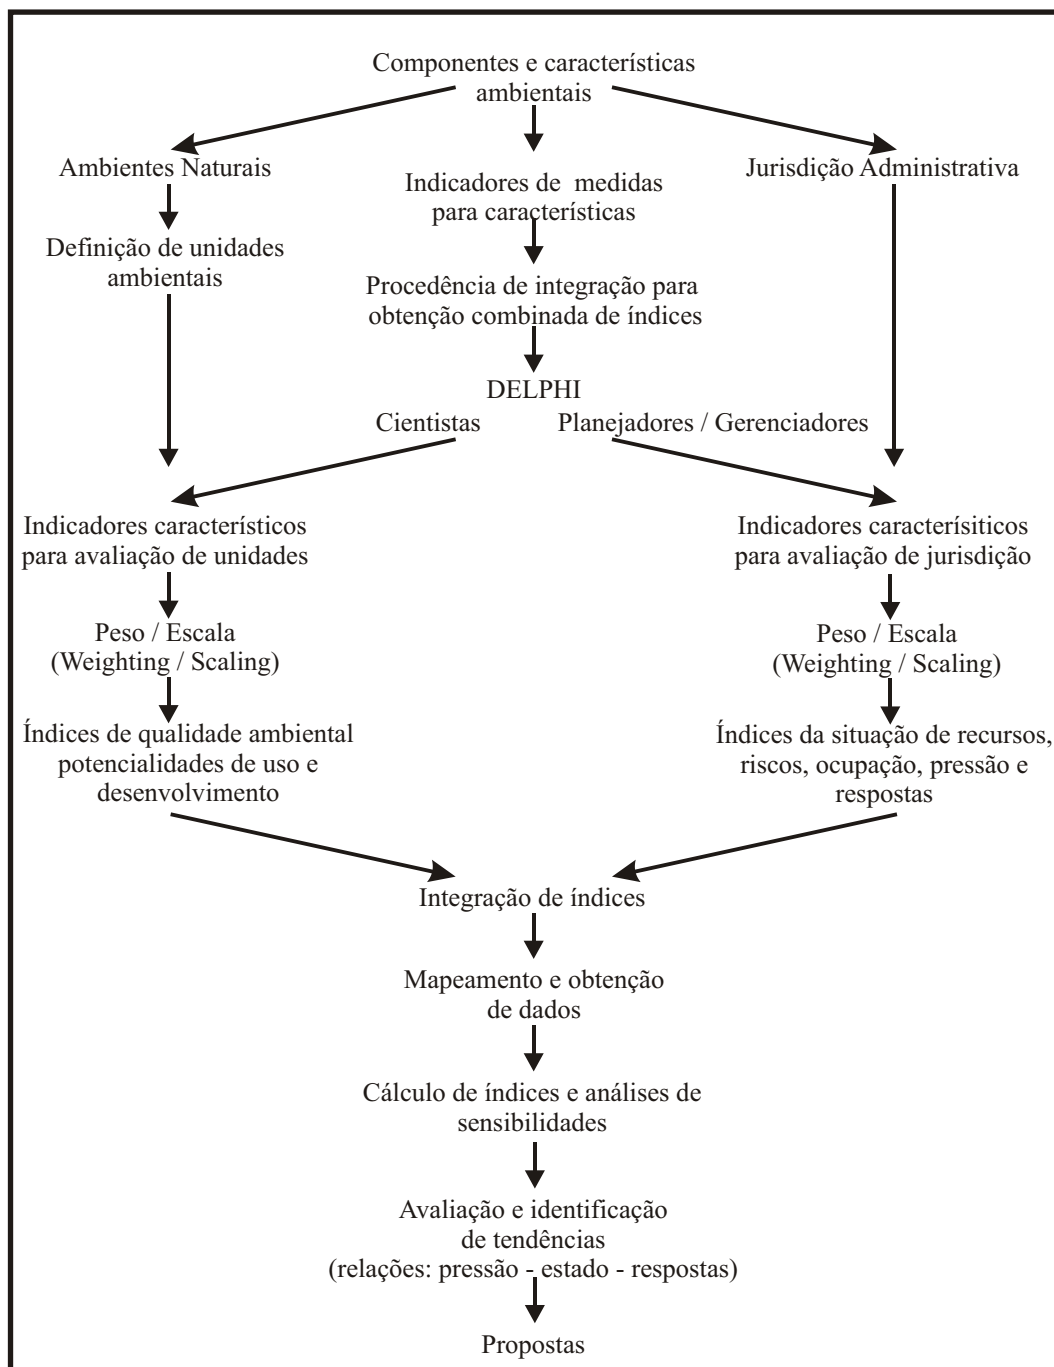 Componentes e características
ambientais
Ambientes Naturais
Indicadores de medidas
para características
Jurisdição Administrativa
Definição de unidades
ambientais
Procedência de integração para
obtenção combinada de índices
DELPHI
Cientistas
Planejadores / Gerenciadores
Indicadores característicos
para avaliação de unidades
Indicadores caracterísiticos
para avaliação de jurisdição
Peso / Escala
(Weighting / Scaling)
Peso / Escala
(Weighting / Scaling)
Índices de qualidade ambiental
potencialidades de uso e
desenvolvimento
Índices da situação de recursos,
riscos, ocupação, pressão e
respostas
Integração de índices
Mapeamento e obtenção
de dados
Cálculo de índices e análises de
sensibilidades
Avaliação e identificação
de tendências
(relações: pressão - estado - respostas)
Propostas